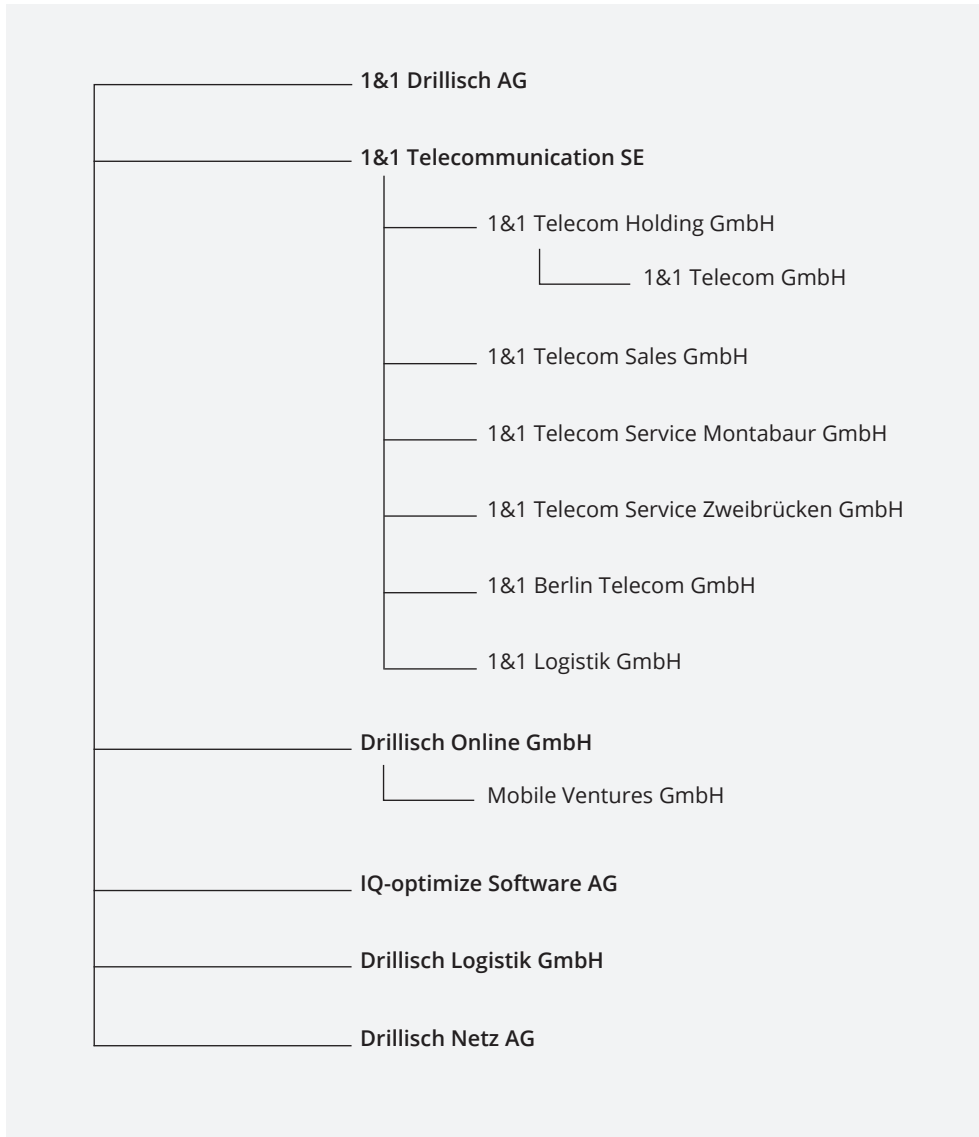 1&1 Drillisch AG
1&1 Telecommunication SE
1&1 Telecom Holding GmbH
1&1 Telecom GmbH
1&1 Telecom Sales GmbH
1&1 Telecom Service Montabaur GmbH
1&1 Telecom Service Zweibrücken GmbH
1&1 Berlin Telecom GmbH
1&1 Logistik GmbH
Drillisch Online GmbH
Mobile Ventures GmbH
IQ-optimize Software AG
Drillisch Logistik GmbH
Drillisch Netz AG